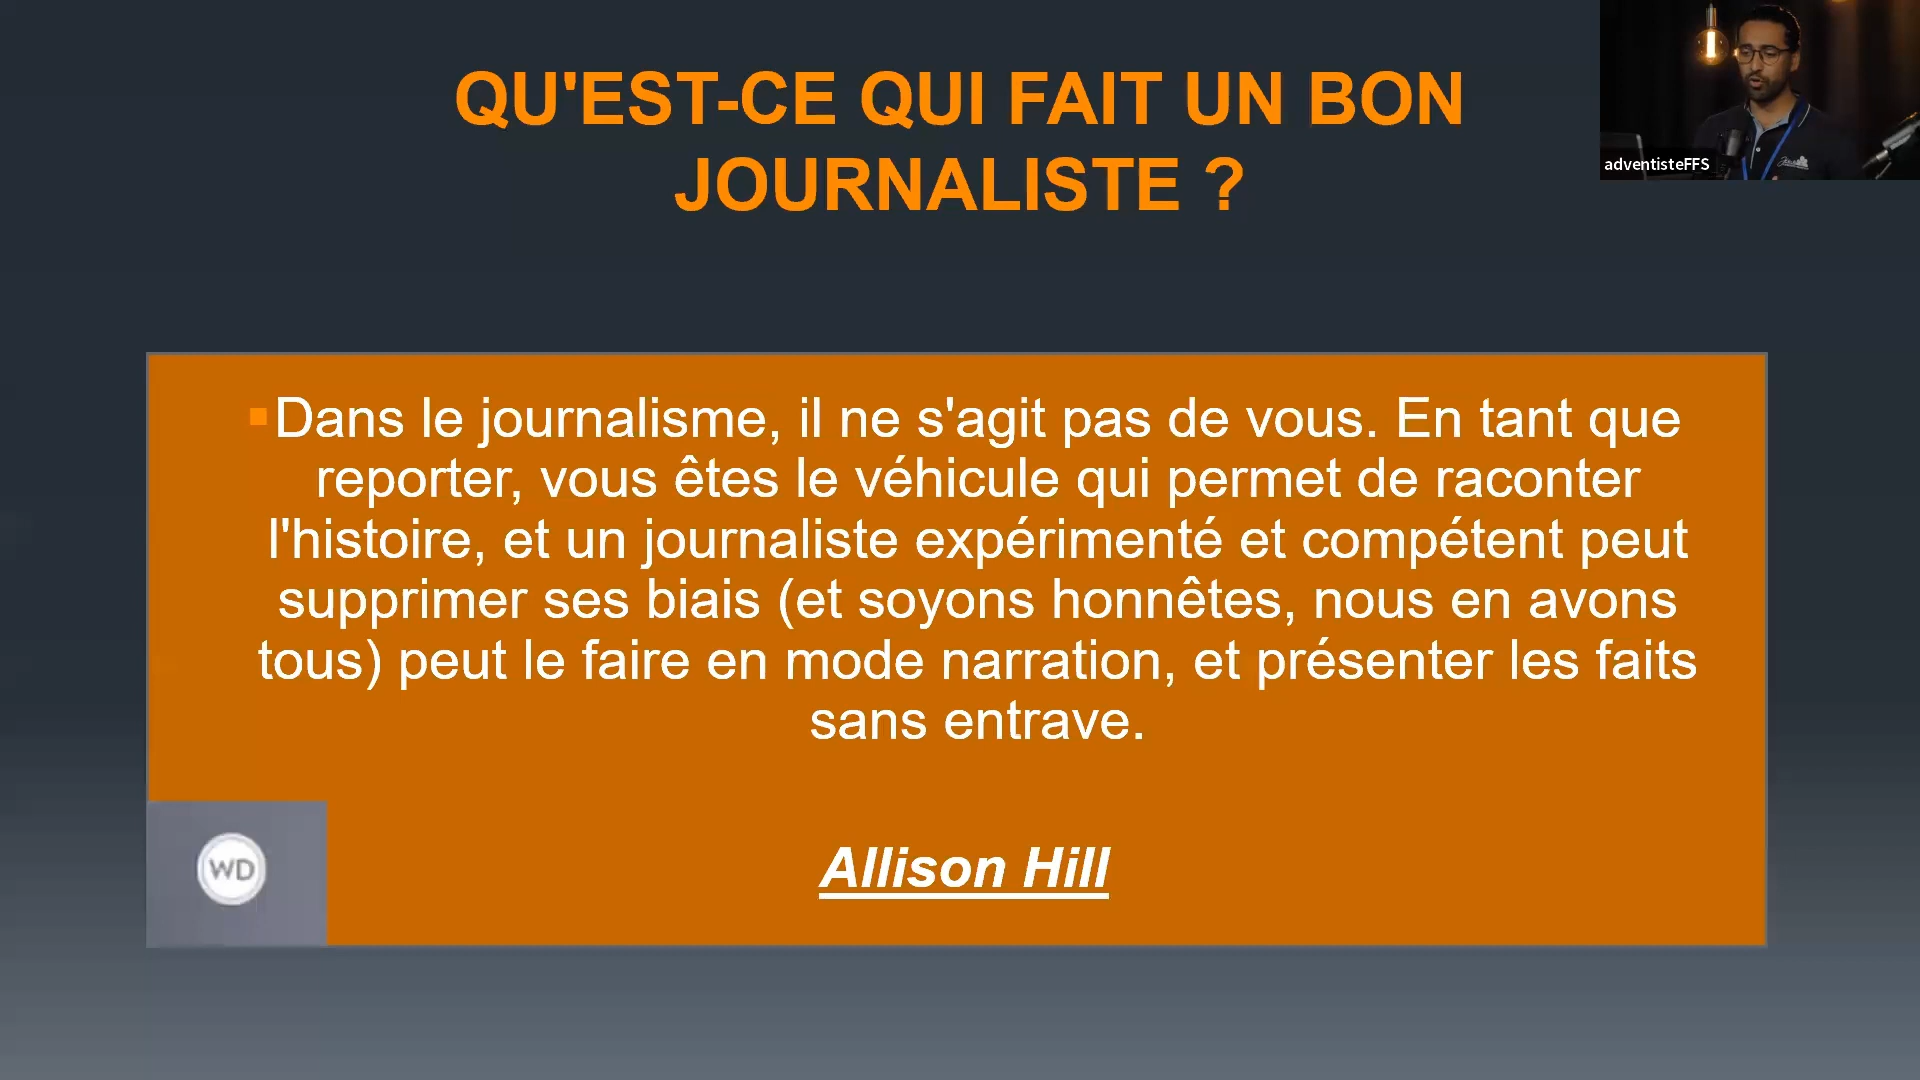 QU'EST-CE QUI FAIT UN BON
JOURNALISTE ?
adventisteFFS
Dans le journalisme, il ne s'agit pas de vous. En tant que
reporter, vous êtes le véhicule qui permet de raconter
l'histoire, et un journaliste expérimenté et compétent peut
supprimer ses biais (et soyons honnêtes, nous en avons
tous) peut le faire en mode narration, et présenter les faits
sans entrave.
WD
Allison Hill